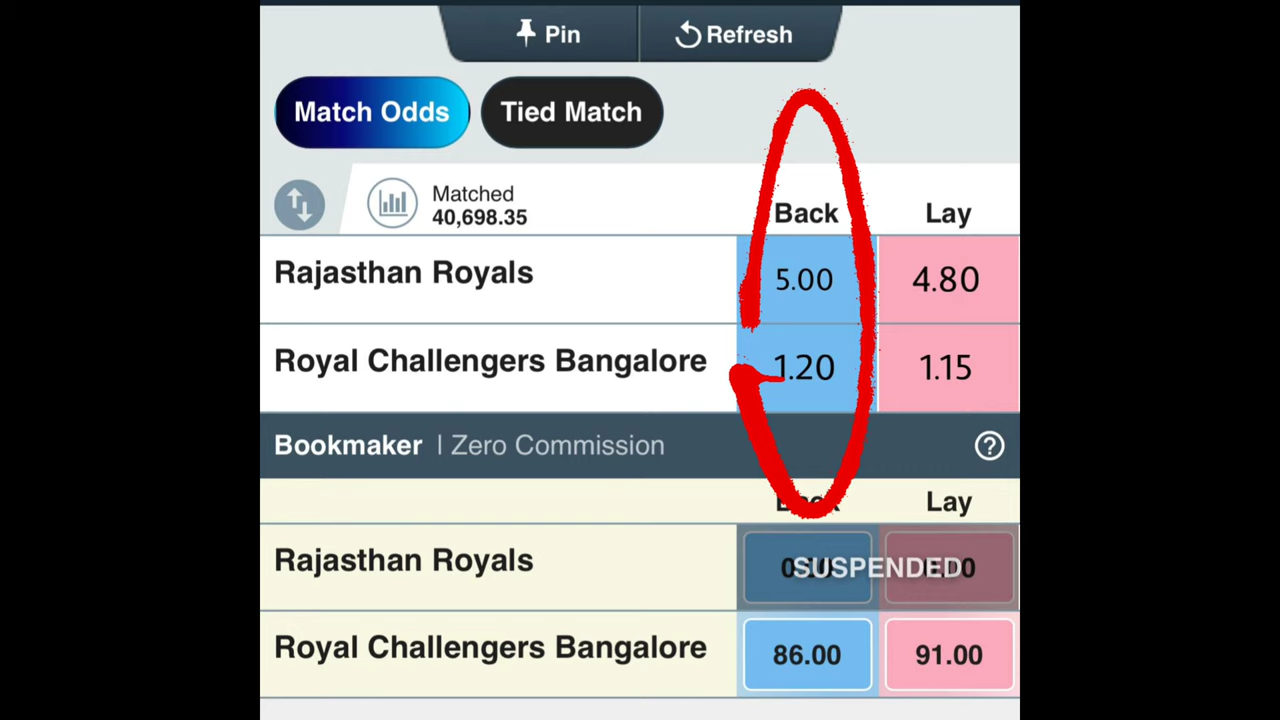 Pin
Refresh
Match Odds
Tied Match
Matched
40,698.35
Back
Lay
Rajasthan Royals
5.00
4.80
Royal Challengers Bangalore
1.20
1.15
Bookmaker | Zero Commission
?
Back
Lay
Rajasthan Royals
SUSPENDED
Royal Challengers Bangalore
86.00
91.00